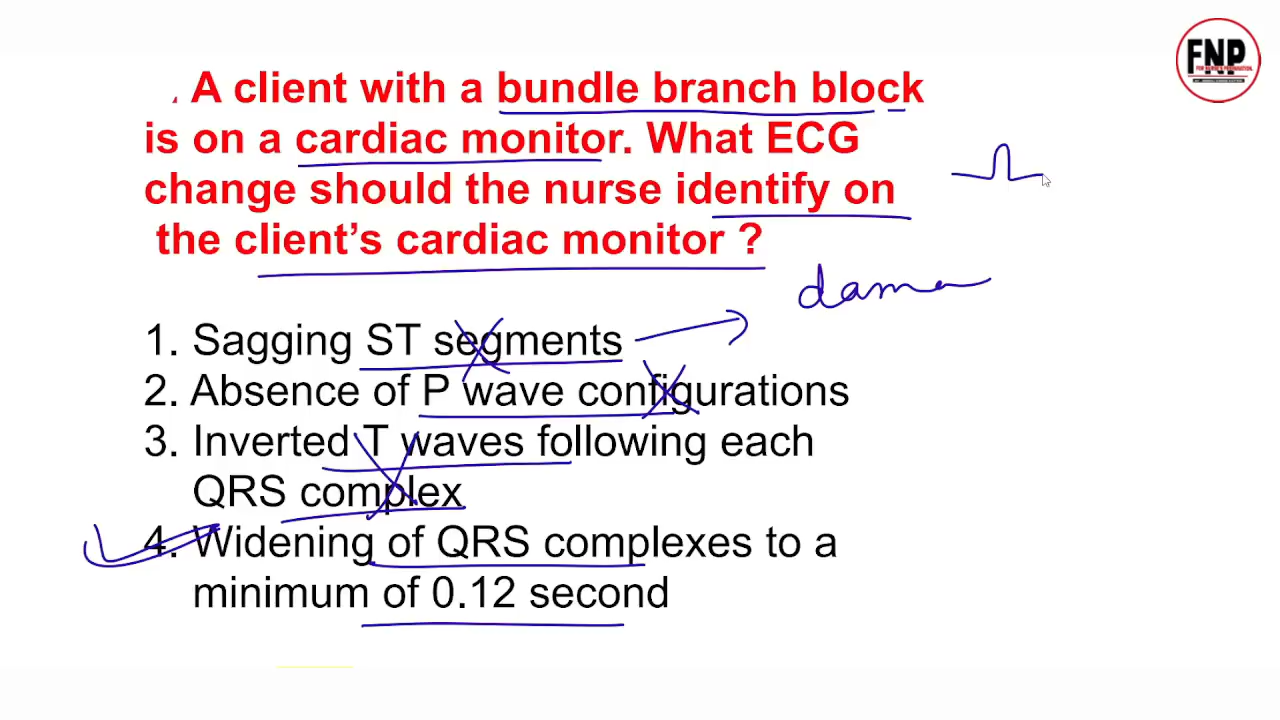 FNP
. A client with a bundle branch block
is on a cardiac monitor. What ECG
change should the nurse identify on
the client’s cardiac monitor ?
dama
1. Sagging ST segments
2. Absence of P wave configurations
3. Inverted T waves following each
QRS complex
4. Widening of QRS complexes to a
minimum of 0.12 second